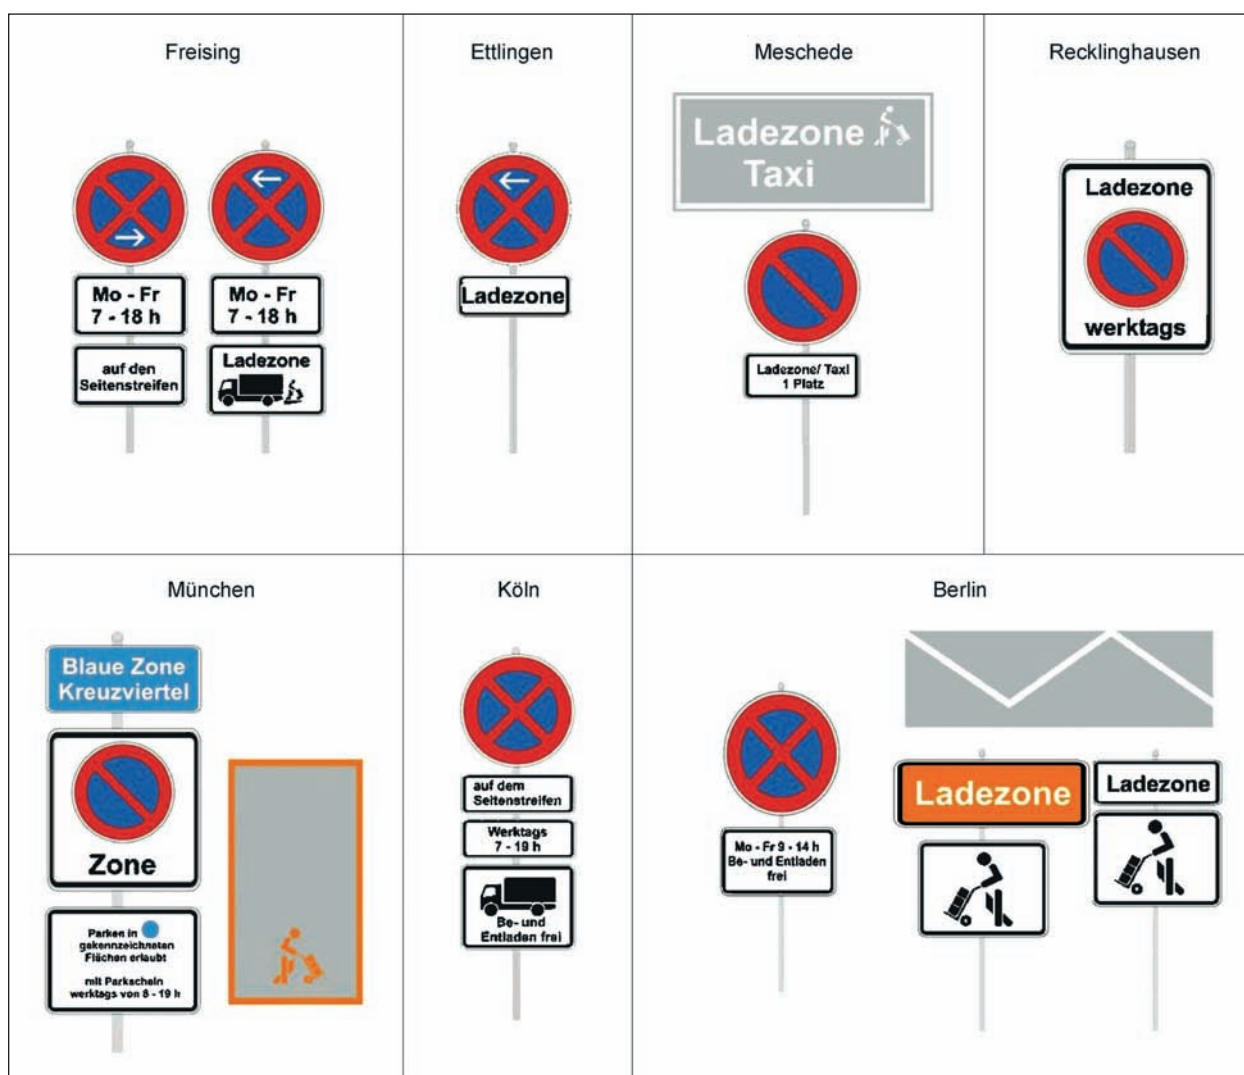 Freising
Mo - Fr
7 - 18 h
auf den
Seitenstreifen
Mo - Fr
7 - 18 h
Ladezone
Ettlingen
Ladezone
Meschede
Ladezone
Taxi
Ladezone/ Taxi
1 Platz
Recklinghausen
Ladezone
werktags
München
Blaue Zone
Kreuzviertel
Zone
Parken in
gekennzeichneten
Flächen erlaubt
mit Parkschein
werktags von 8 - 19 h
Köln
auf dem
Seitenstreifen
Werktags
7 - 19 h
Be- und
Entladen frei
Berlin
Mo - Fr 9 - 14 h
Be- und Entladen
frei
Ladezone
Ladezone